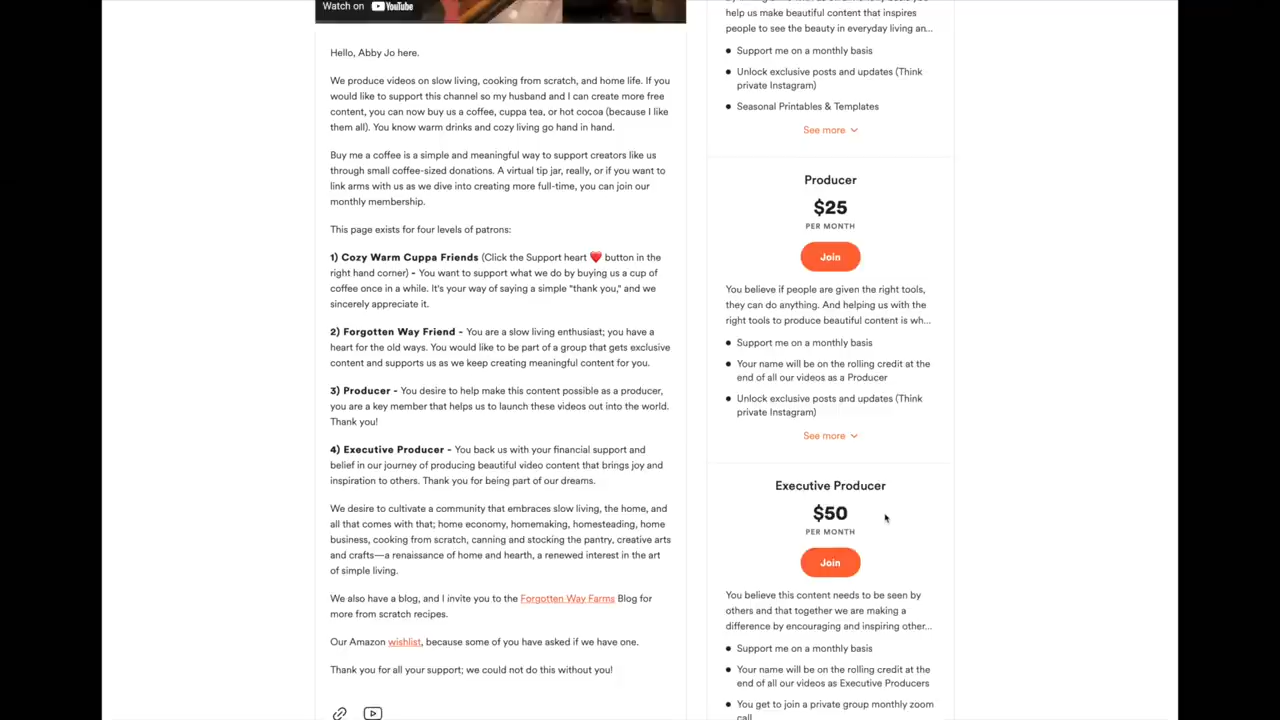 Watch on YouTube
Hello, Abby Jo here.
We produce videos on slow living, cooking from scratch, and home life. If you
would like to support this channel so my husband and I can create more free
content, you can now buy us a coffee, cuppa tea, or hot cocoa (because I like
them all). You know warm drinks and cozy living go hand in hand.
Buy me a coffee is a simple and meaningful way to support creators like us
through small coffee-sized donations. A virtual tip jar, really, or if you want to
link arms with us as we dive into creating more full-time, you can join our
monthly membership.
This page exists for four levels of patrons:
1) Cozy Warm Cuppa Friends (Click the Support heart ❤️ button in the
right hand corner) - You want to support what we do by buying us a cup of
coffee once in a while. It's your way of saying a simple "thank you," and we
sincerely appreciate it.
2) Forgotten Way Friend - You are a slow living enthusiast; you have a
heart for the old ways. You would like to be part of a group that gets exclusive
content and supports us as we keep creating meaningful content for you.
3) Producer - You desire to help make this content possible as a producer,
you are a key member that helps us to launch these videos out into the world.
Thank you!
4) Executive Producer - You back us with your financial support and
belief in our journey of producing beautiful video content that brings joy and
inspiration to others. Thank you for being part of our dreams.
We desire to cultivate a community that embraces slow living, the home, and
all that comes with that; home economy, homemaking, homesteading, home
business, cooking from scratch, canning and stocking the pantry, creative arts
and crafts—a renaissance of home and hearth, a renewed interest in the art
of simple living.
We also have a blog, and I invite you to the Forgotten Way Farms Blog for
more from scratch recipes.
Our Amazon wishlist, because some of you have asked if we have one.
Thank you for all your support; we could not do this without you!
help us make beautiful content that inspires
people to see the beauty in everyday living an...
Support me on a monthly basis
Unlock exclusive posts and updates (Think
private Instagram)
Seasonal Printables & Templates
See more
Producer
$25
PER MONTH
Join
You believe if people are given the right tools,
they can do anything. And helping us with the
right tools to produce beautiful content is wh...
Support me on a monthly basis
Your name will be on the rolling credit at the
end of all our videos as a Producer
Unlock exclusive posts and updates (Think
private Instagram)
See more
Executive Producer
$50
PER MONTH
Join
You believe this content needs to be seen by
others and that together we are making a
difference by encouraging and inspiring other...
Support me on a monthly basis
Your name will be on the rolling credit at the
end of all our videos as Executive Producers
You get to join a private group monthly zoom
call